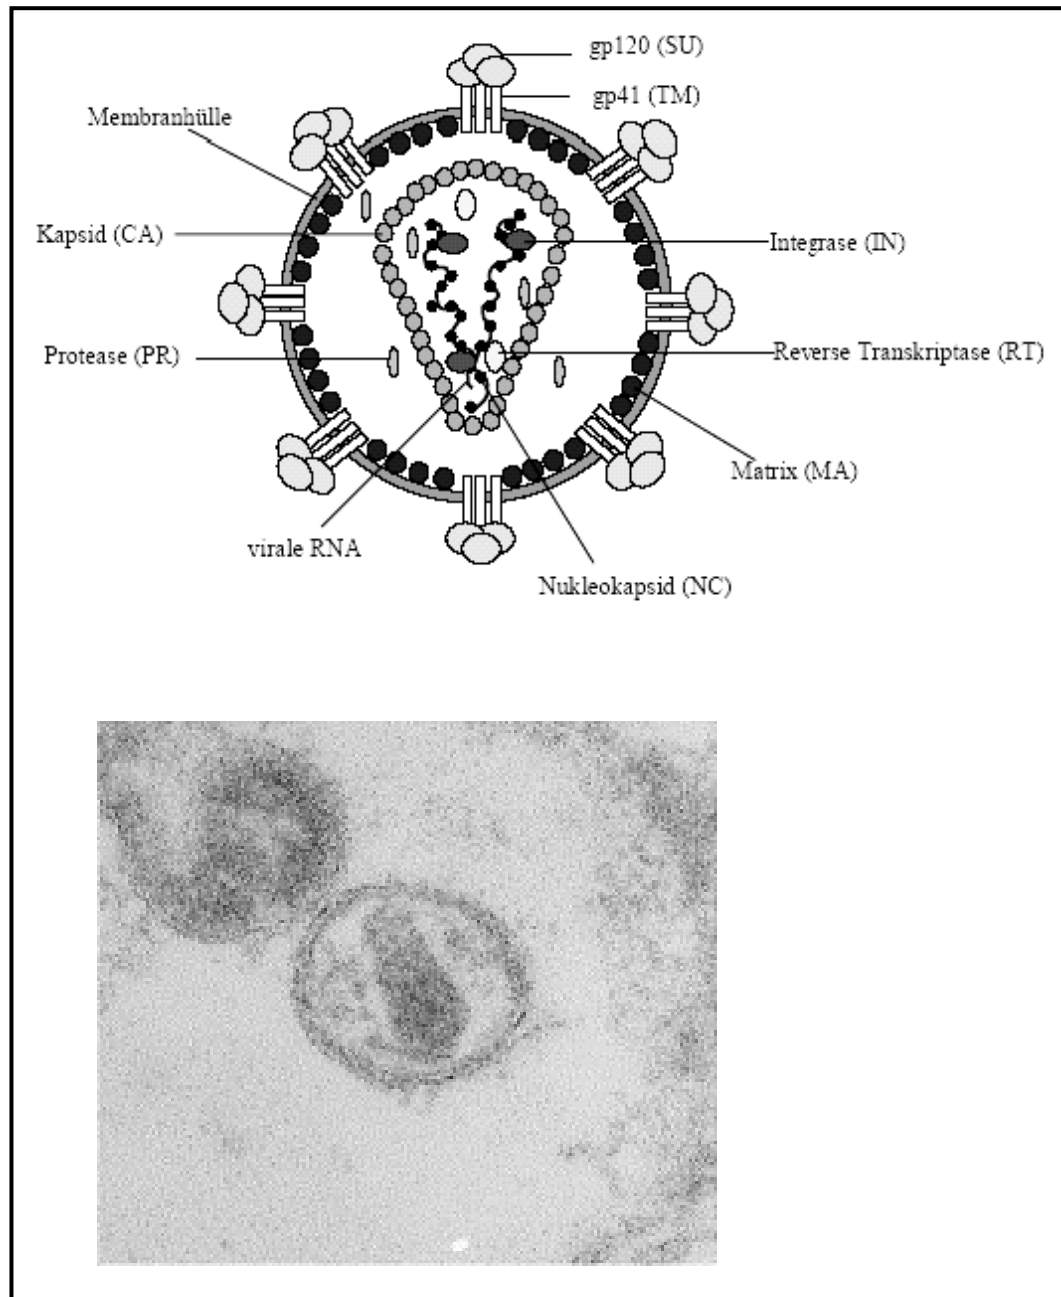 gp120 (SU)
gp41 (TM)
Membranhülle
Kapsid (CA)
Integrase (IN)
Protease (PR)
Reverse Transkriptase (RT)
Matrix (MA)
virale RNA
Nukleokapsid (NC)